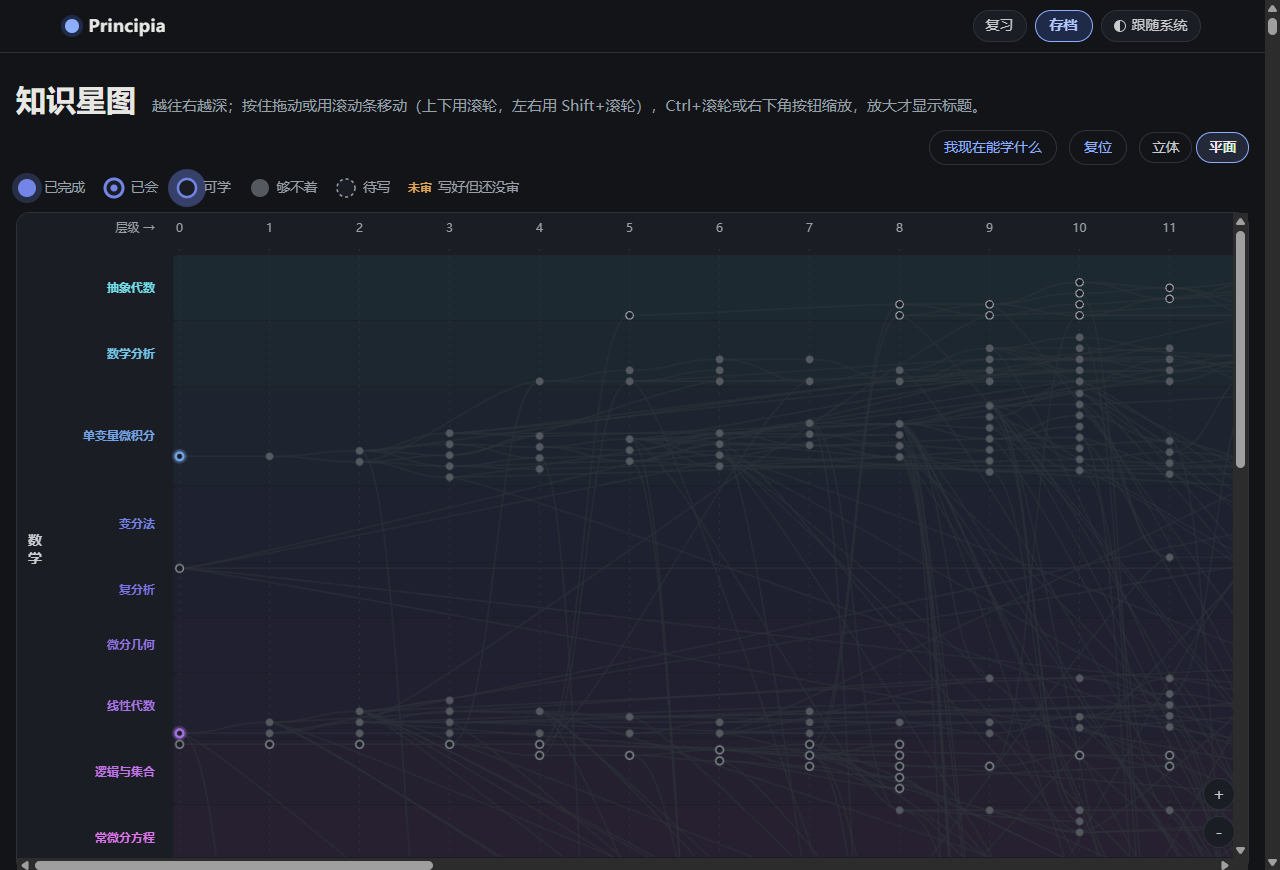 Principia
复习 存档 跟随系统
知识星图 越往右越深；按住拖动或用滚动条移动（上下用滚轮，左右用 Shift+滚轮），Ctrl+滚轮或右下角按钮缩放，放大才显示标题。
我现在能学什么 复位 立体 平面
已完成 已会 可学 够不着 待写 未审 写好但还没审
层级 → 0 1 2 3 4 5 6 7 8 9 10 11
抽象代数
数学分析
单变量微积分
变分法
数学
复分析
微分几何
线性代数
逻辑与集合
常微分方程
+
-